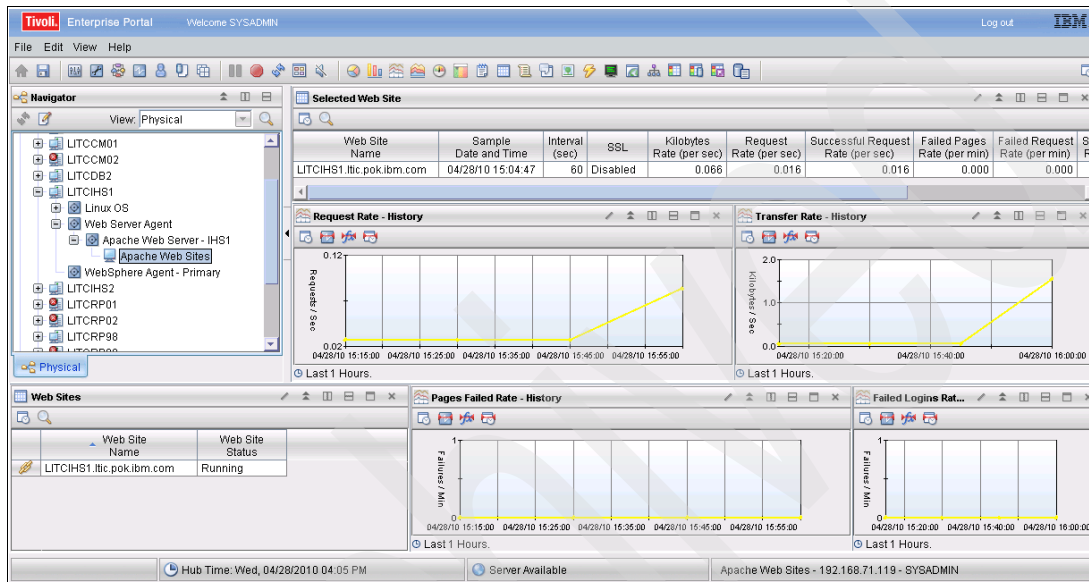 Tivoli. Enterprise Portal Welcome SYSADMIN Log out IBM
File Edit View Help
Navigator
View: Physical
LITCCM01
LITCCM02
LITCDB2
LITCIHS1
Linux OS
Web Server Agent
Apache Web Server - IHS1
Apache Web Sites
WebSphere Agent - Primary
LITCIHS2
LITCRP01
LITCRP02
LITCRP98
Physical
Selected Web Site
Web Site Name Sample Date and Time Interval (sec) SSL Kilobytes Rate (per sec) Request Rate (per sec) Successful Request Rate (per sec) Failed Pages Rate (per min) Failed Request Rate (per min)
LITCIHS1.ltic.pok.ibm.com 04/28/10 15:04:47 60 Disabled 0.066 0.016 0.016 0.000 0.000
Request Rate - History
0.12
Requests / Sec
0.02
04/28/10 15:15:00 04/28/10 15:25:00 04/28/10 15:35:00 04/28/10 15:45:00 04/28/10 15:55:00
Last 1 Hours.
Transfer Rate - History
2.0
Kilobytes / Sec
1.0
0.0
04/28/10 15:20:00 04/28/10 15:40:00 04/28/10 16:00:00
Last 1 Hours.
Web Sites
Web Site Name Web Site Status
LITCIHS1.ltic.pok.ibm.com Running
Pages Failed Rate - History
1
Failures / Min
0
04/28/10 15:15:00 04/28/10 15:25:00 04/28/10 15:35:00 04/28/10 15:45:00 04/28/10 15:55:00
Last 1 Hours.
Failed Logins Rat...
1
Failures / Min
0
04/28/10 15:20:00 04/28/10 15:40:00 04/28/10 16:00:00
Last 1 Hours.
Hub Time: Wed, 04/28/2010 04:05 PM Server Available Apache Web Sites - 192.168.71.119 - SYSADMIN